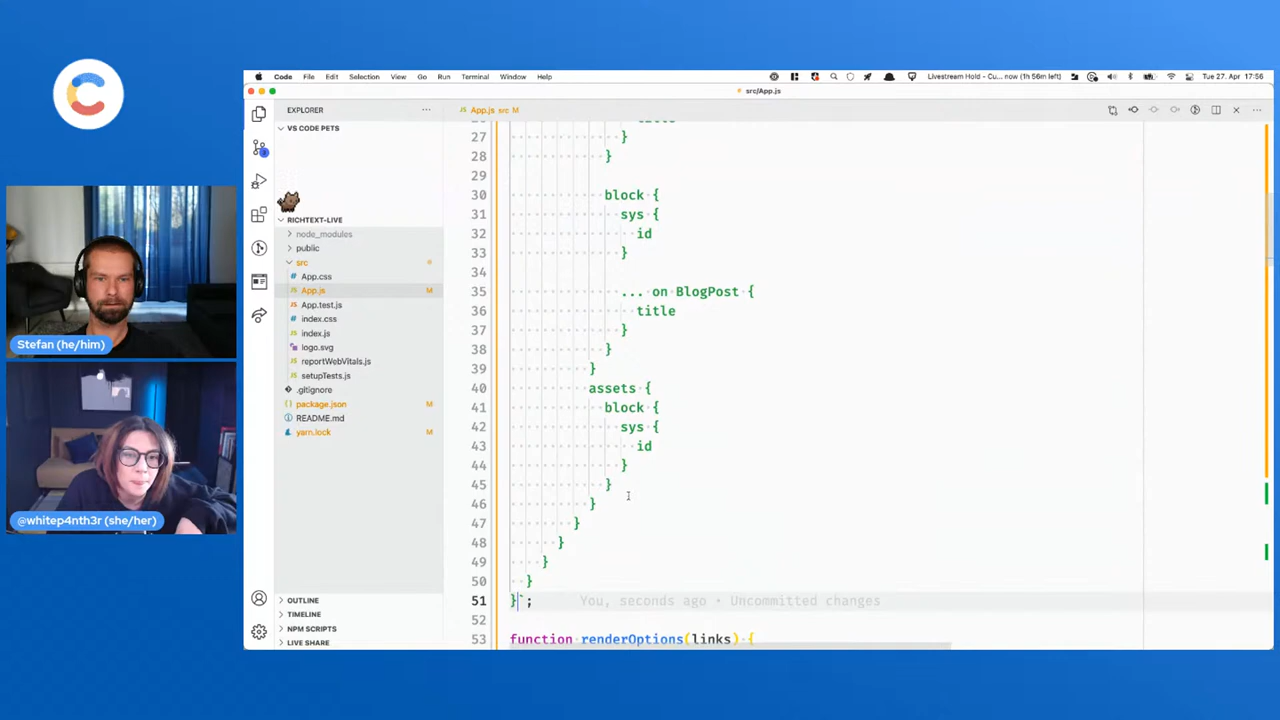 Code File Edit Selection View Go Run Terminal Window Help
Livestream Hold - Cu... now (1h 56m left) Tue 27. Apr 17:56
src/App.js
EXPLORER
App.js src M
VS CODE PETS
RICHTEXT-LIVE
node_modules
public
src
App.css
App.js M
App.test.js
index.css
index.js
logo.svg
reportWebVitals.js
setupTests.js
.gitignore
package.json M
README.md
yarn.lock M
OUTLINE
TIMELINE
NPM SCRIPTS
LIVE SHARE
27 }
28 }
29
30 block {
31 sys {
32 id
33 }
34
35 ... on BlogPost {
36 title
37 }
38 }
39 }
40 assets {
41 block {
42 sys {
43 id
44 }
45 }
46 }
47 }
48 }
49 }
50 }
51 }`; You, seconds ago • Uncommitted changes
52
53 function renderOptions(links) {
Stefan (he/him)
@whitep4nth3r (she/her)